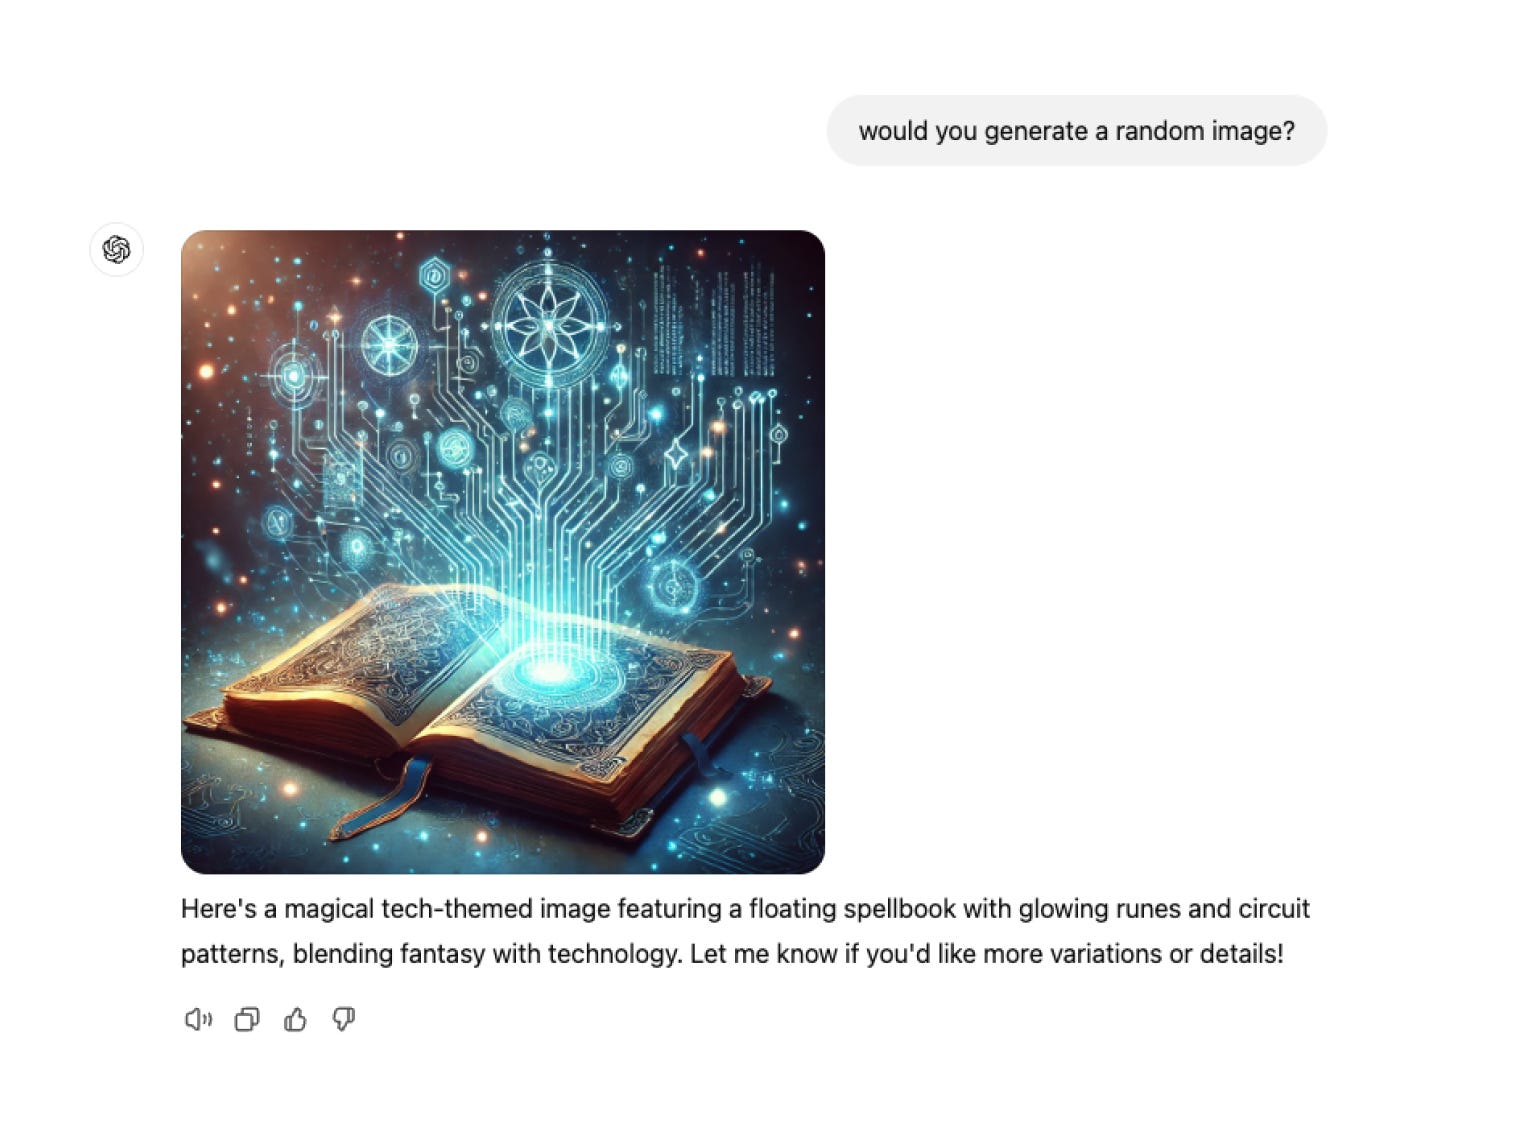 would you generate a random image?
Here's a magical tech-themed image featuring a floating spellbook with glowing runes and circuit
patterns, blending fantasy with technology. Let me know if you'd like more variations or details!